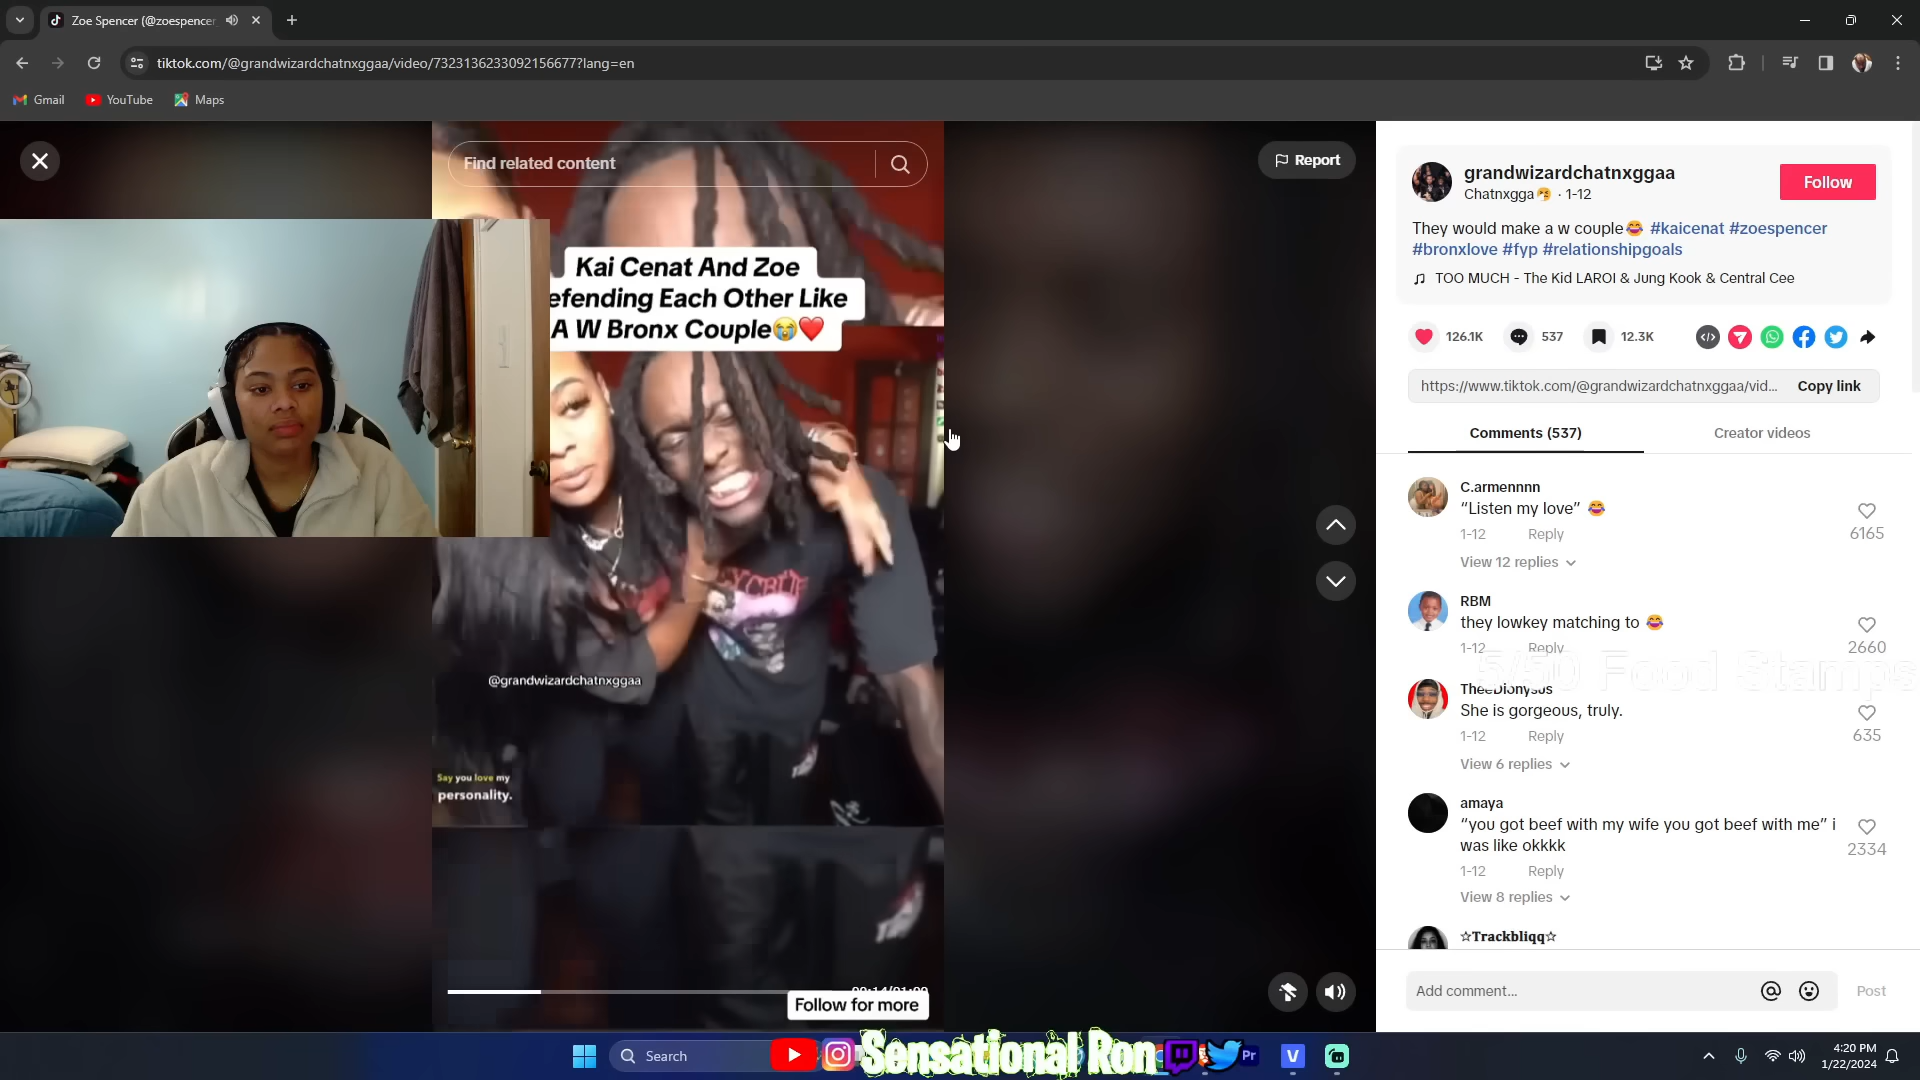 Zoe Spencer (@zoespencer
tiktok.com/@grandwizardchatnxggaa/video/7323136233092156677?lang=en
Gmail YouTube Maps
Find related content
Report
Kai Cenat And Zoe
efending Each Other Like
A W Bronx Couple😭❤️
@grandwizardchatnxggaa
Say you love my
personality.
Follow for more
grandwizardchatnxggaa
Chatnxgga🤧 · 1-12
Follow
They would make a w couple😂 #kaicenat #zoespencer
#bronxlove #fyp #relationshipgoals
TOO MUCH - The Kid LAROI & Jung Kook & Central Cee
126.1K 537 12.3K
https://www.tiktok.com/@grandwizardchatnxggaa/vid... Copy link
Comments (537) Creator videos
C.armennnn
“Listen my love” 😂
1-12 Reply 6165
View 12 replies
RBM
they lowkey matching to 😂
1-12 Reply 2660
5/50 Food Stamps
TheeDionysus
She is gorgeous, truly.
1-12 Reply 635
View 6 replies
amaya
“you got beef with my wife you got beef with me” i
was like okkkk
1-12 Reply 2334
View 8 replies
☆Trackbliqq☆
Add comment... Post
Search
Sensational Ron
Pr
V
4:20 PM
1/22/2024